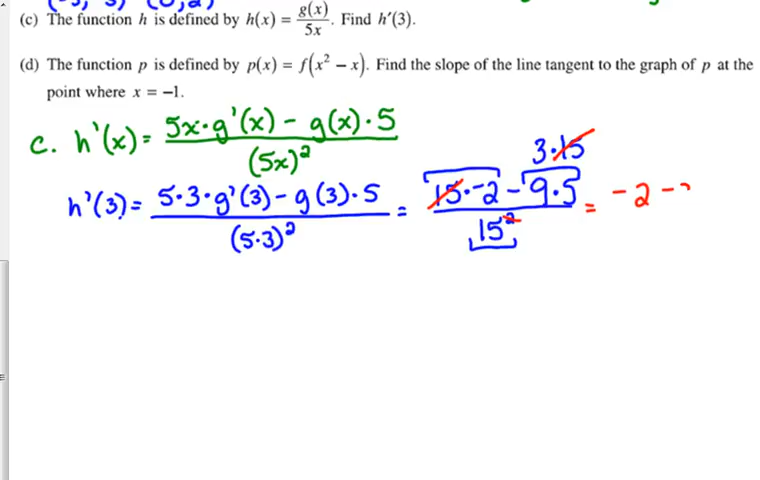 (c) The function h is defined by h(x) = g(x)/5x. Find h′(3).
(d) The function p is defined by p(x) = f(x² − x). Find the slope of the line tangent to the graph of p at the
point where x = −1.
c. h'(x) = (5x·g'(x) − g(x)·5)/(5x)²
3·15
h'(3) = (5·3·g'(3) − g(3)·5)/(5·3)² = (15·−2 − 9·5)/15² = −2 −